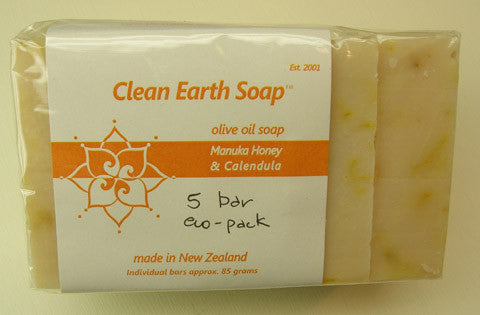 Est. 2001
Clean Earth Soap™
olive oil soap
Manuka Honey
& Calendula
5 bar
eco-pack
made in New Zealand
Individual bars approx. 85 grams